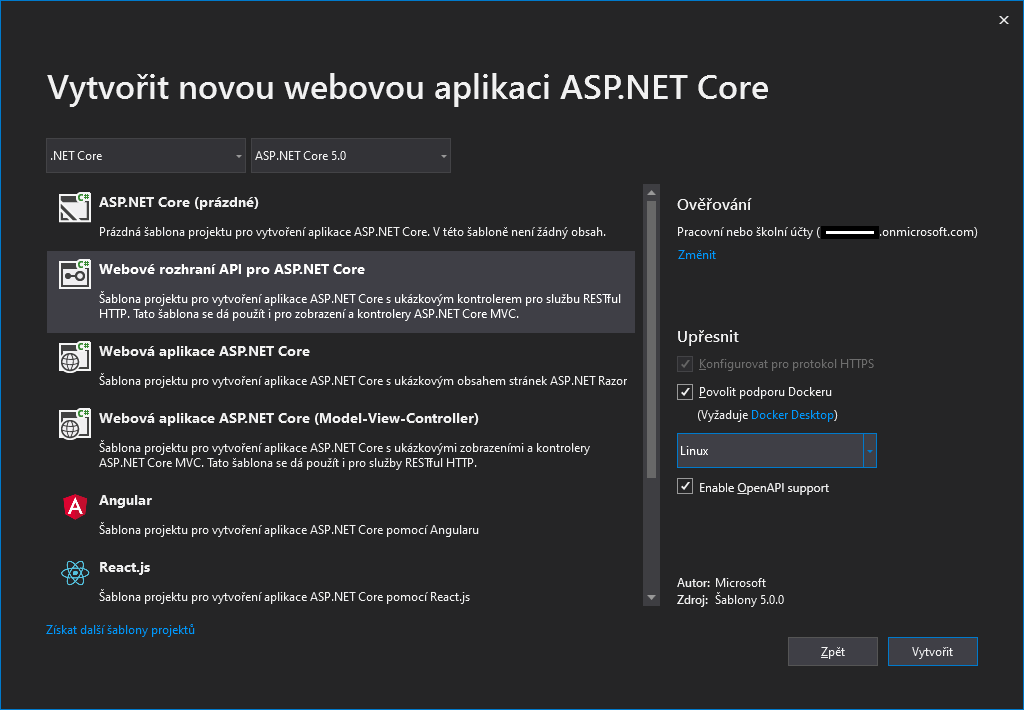 Vytvořit novou webovou aplikaci ASP.NET Core
.NET Core
ASP.NET Core 5.0
ASP.NET Core (prázdné)
Prázdná šablona projektu pro vytvoření aplikace ASP.NET Core. V této šabloně není žádný obsah.
Webové rozhraní API pro ASP.NET Core
Šablona projektu pro vytvoření aplikace ASP.NET Core s ukázkovým kontrolerem pro službu RESTful
HTTP. Tato šablona se dá použít i pro zobrazení a kontrolery ASP.NET Core MVC.
Webová aplikace ASP.NET Core
Šablona projektu pro vytvoření aplikace ASP.NET Core s ukázkovým obsahem stránek ASP.NET Razor
Webová aplikace ASP.NET Core (Model-View-Controller)
Šablona projektu pro vytvoření aplikace ASP.NET Core s ukázkovými zobrazeními a kontrolery
ASP.NET Core MVC. Tato šablona se dá použít i pro služby RESTful HTTP.
Angular
Šablona projektu pro vytvoření aplikace ASP.NET Core pomocí Angularu
React.js
Šablona projektu pro vytvoření aplikace ASP.NET Core pomocí React.js
Získat další šablony projektů
Ověřování
Pracovní nebo školní účty (.onmicrosoft.com)
Změnit
Upřesnit
Konfigurovat pro protokol HTTPS
Povolit podporu Dockeru
(Vyžaduje Docker Desktop)
Linux
Enable OpenAPI support
Autor: Microsoft
Zdroj: Šablony 5.0.0
Zpět
Vytvořit